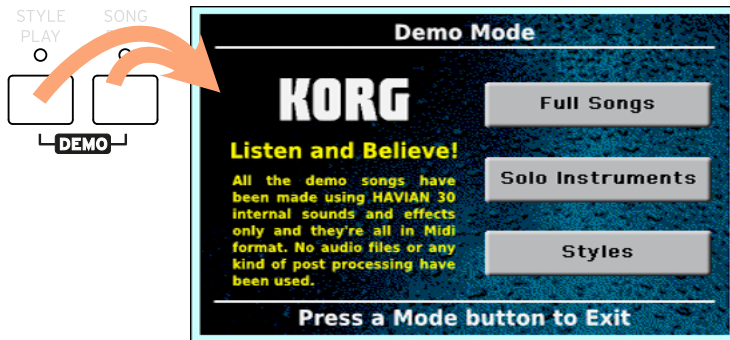 STYLE
PLAY
SONG
DEMO
Demo Mode
KORG
Listen and Believe!
All the demo songs have
been made using HAVIAN 30
internal sounds and effects
only and they're all in Midi
format. No audio files or any
kind of post processing have
been used.
Full Songs
Solo Instruments
Styles
Press a Mode button to Exit